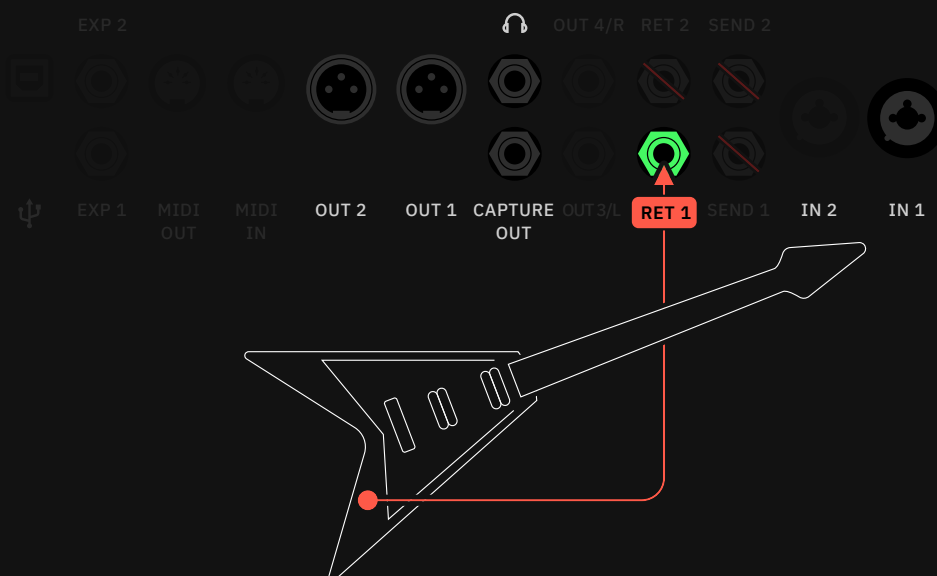 EXP 2
OUT 4/R
RET 2
SEND 2
EXP 1
MIDI
OUT
MIDI
IN
OUT 2
OUT 1
CAPTURE
OUT
OUT3/L
RET 1
SEND 1
IN 2
IN 1